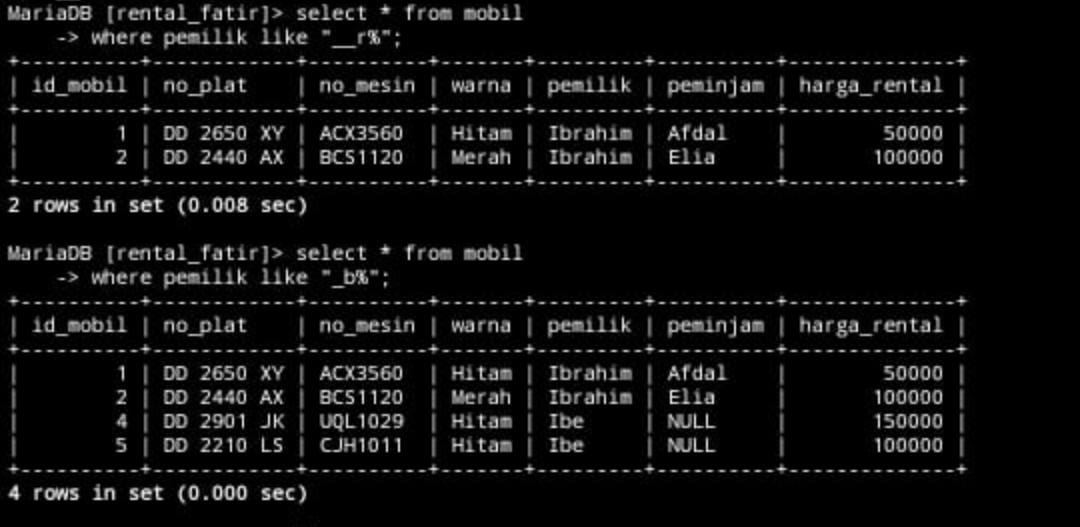 MariaDB [rental_fatir]> select * from mobil
    -> where pemilik like "__r%";
+----------+-------------+-----------+-------+---------+----------+--------------+
| id_mobil | no_plat     | no_mesin  | warna | pemilik | peminjam | harga_rental |
+----------+-------------+-----------+-------+---------+----------+--------------+
|        1 | DD 2650 XY | ACX3560  | Hitam | Ibrahim | Afdal    |        50000 |
|        2 | DD 2440 AX | BCS1120  | Merah | Ibrahim | Elia     |       100000 |
+----------+-------------+-----------+-------+---------+----------+--------------+
2 rows in set (0.008 sec)

MariaDB [rental_fatir]> select * from mobil
    -> where pemilik like "_b%";
+----------+-------------+-----------+-------+---------+----------+--------------+
| id_mobil | no_plat     | no_mesin  | warna | pemilik | peminjam | harga_rental |
+----------+-------------+-----------+-------+---------+----------+--------------+
|        1 | DD 2650 XY | ACX3560  | Hitam | Ibrahim | Afdal    |        50000 |
|        2 | DD 2440 AX | BCS1120  | Merah | Ibrahim | Elia     |       100000 |
|        4 | DD 2901 JK | UQL1029  | Hitam | Ibe     | NULL     |       150000 |
|        5 | DD 2210 LS | CJH1011  | Hitam | Ibe     | NULL     |       100000 |
+----------+-------------+-----------+-------+---------+----------+--------------+
4 rows in set (0.000 sec)